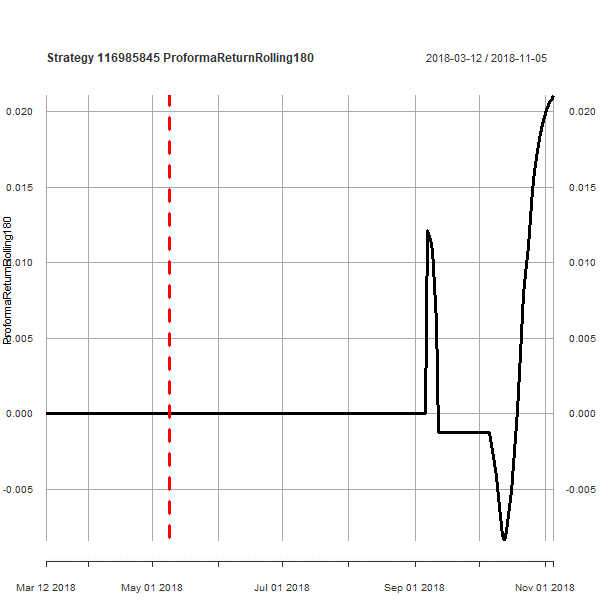 Strategy 116985845 ProformaReturnRolling180
2018-03-12 / 2018-11-05
0.020 0.020
0.015 0.015
ProformaReturnRolling180
0.010 0.010
0.005 0.005
0.000 0.000
-0.005 -0.005
Mar 12 2018 May 01 2018 Jul 01 2018 Sep 01 2018 Nov 01 2018